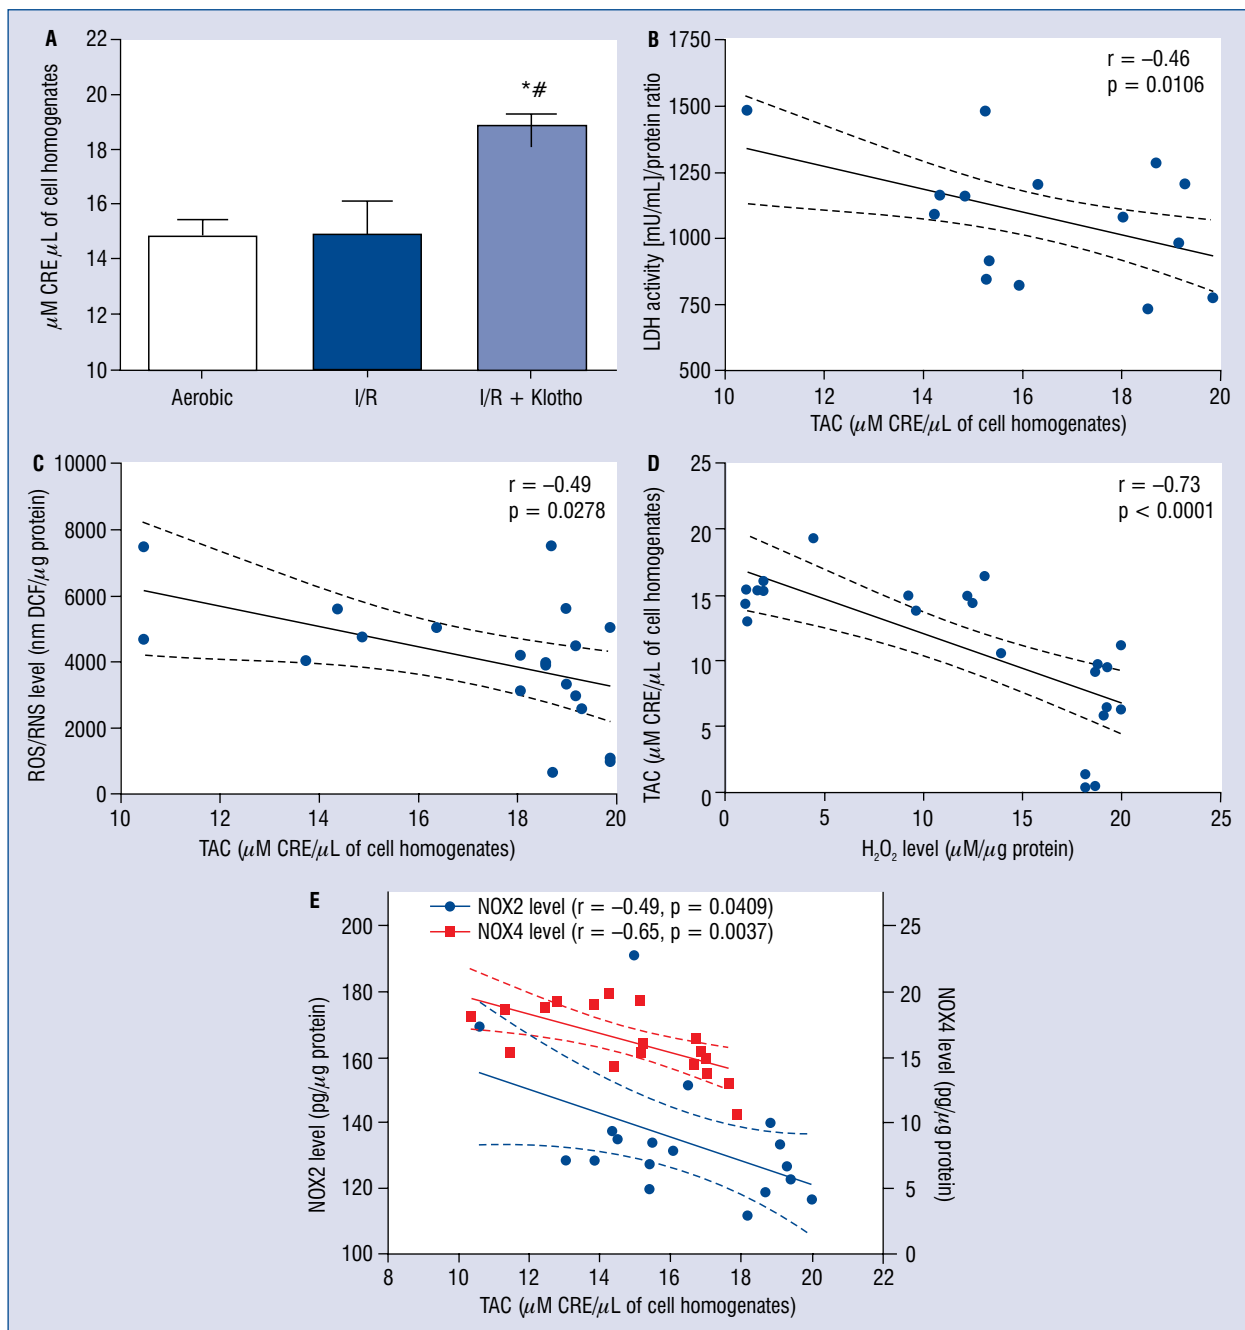 A
22
20
18
16
14
12
10
μM CRE μL of cell homogenates
*#
Aerobic
I/R
I/R + Klotho
B
1750
1500
1250
1000
750
500
LDH activity [mU/mL]/protein ratio
r = –0.46
p = 0.0106
10
12
14
16
18
20
TAC (μM CRE/μL of cell homogenates)
C
10000
8000
6000
4000
2000
0
ROS/RNS level (nm DCF/μg protein)
r = –0.49
p = 0.0278
10
12
14
16
18
20
TAC (μM CRE/μL of cell homogenates)
D
25
20
15
10
5
0
TAC (μM CRE/μL of cell homogenates)
r = –0.73
p < 0.0001
0
5
10
15
20
25
H₂O₂ level (μM/μg protein)
E
NOX2 level (r = –0.49, p = 0.0409)
NOX4 level (r = –0.65, p = 0.0037)
200
180
160
140
120
100
NOX2 level (pg/μg protein)
25
20
15
10
5
0
NOX4 level (pg/μg protein)
8
10
12
14
16
18
20
22
TAC (μM CRE/μL of cell homogenates)